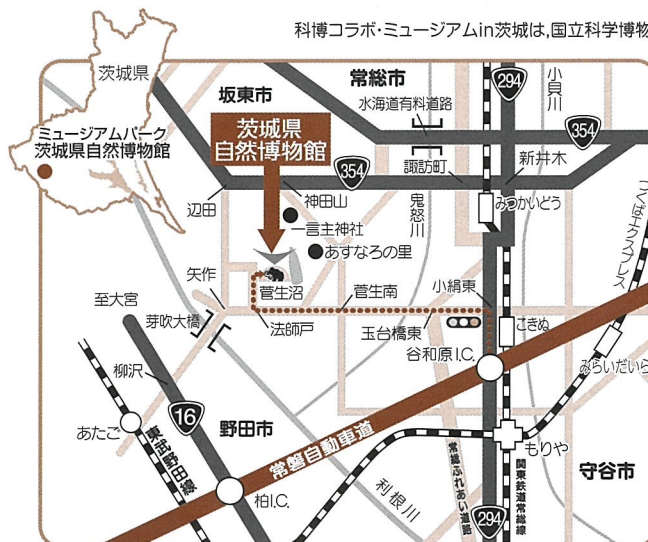 科博コラボ・ミュージアムin茨城は,国立科学博物
茨城県
ミュージアムパーク
茨城県自然博物館
坂東市
常総市
水海道有料道路
294
小貝川
354
茨城県
自然博物館
354
諏訪町
新井木
辺田
神田山
鬼怒川
みつかいどう
つくばエクスプレス
一言主神社
あすなろの里
矢作
菅生沼
菅生南
小絹東
至大宮
芽吹大橋
法師戸
玉台橋東
こきぬ
谷和原I.C.
みらいだいら
柳沢
16
野田市
常磐自動車道
あたご
東武野田線
もりや
守谷市
柏I.C.
利根川
常総ふれあい道路
関東鉄道常総線
294